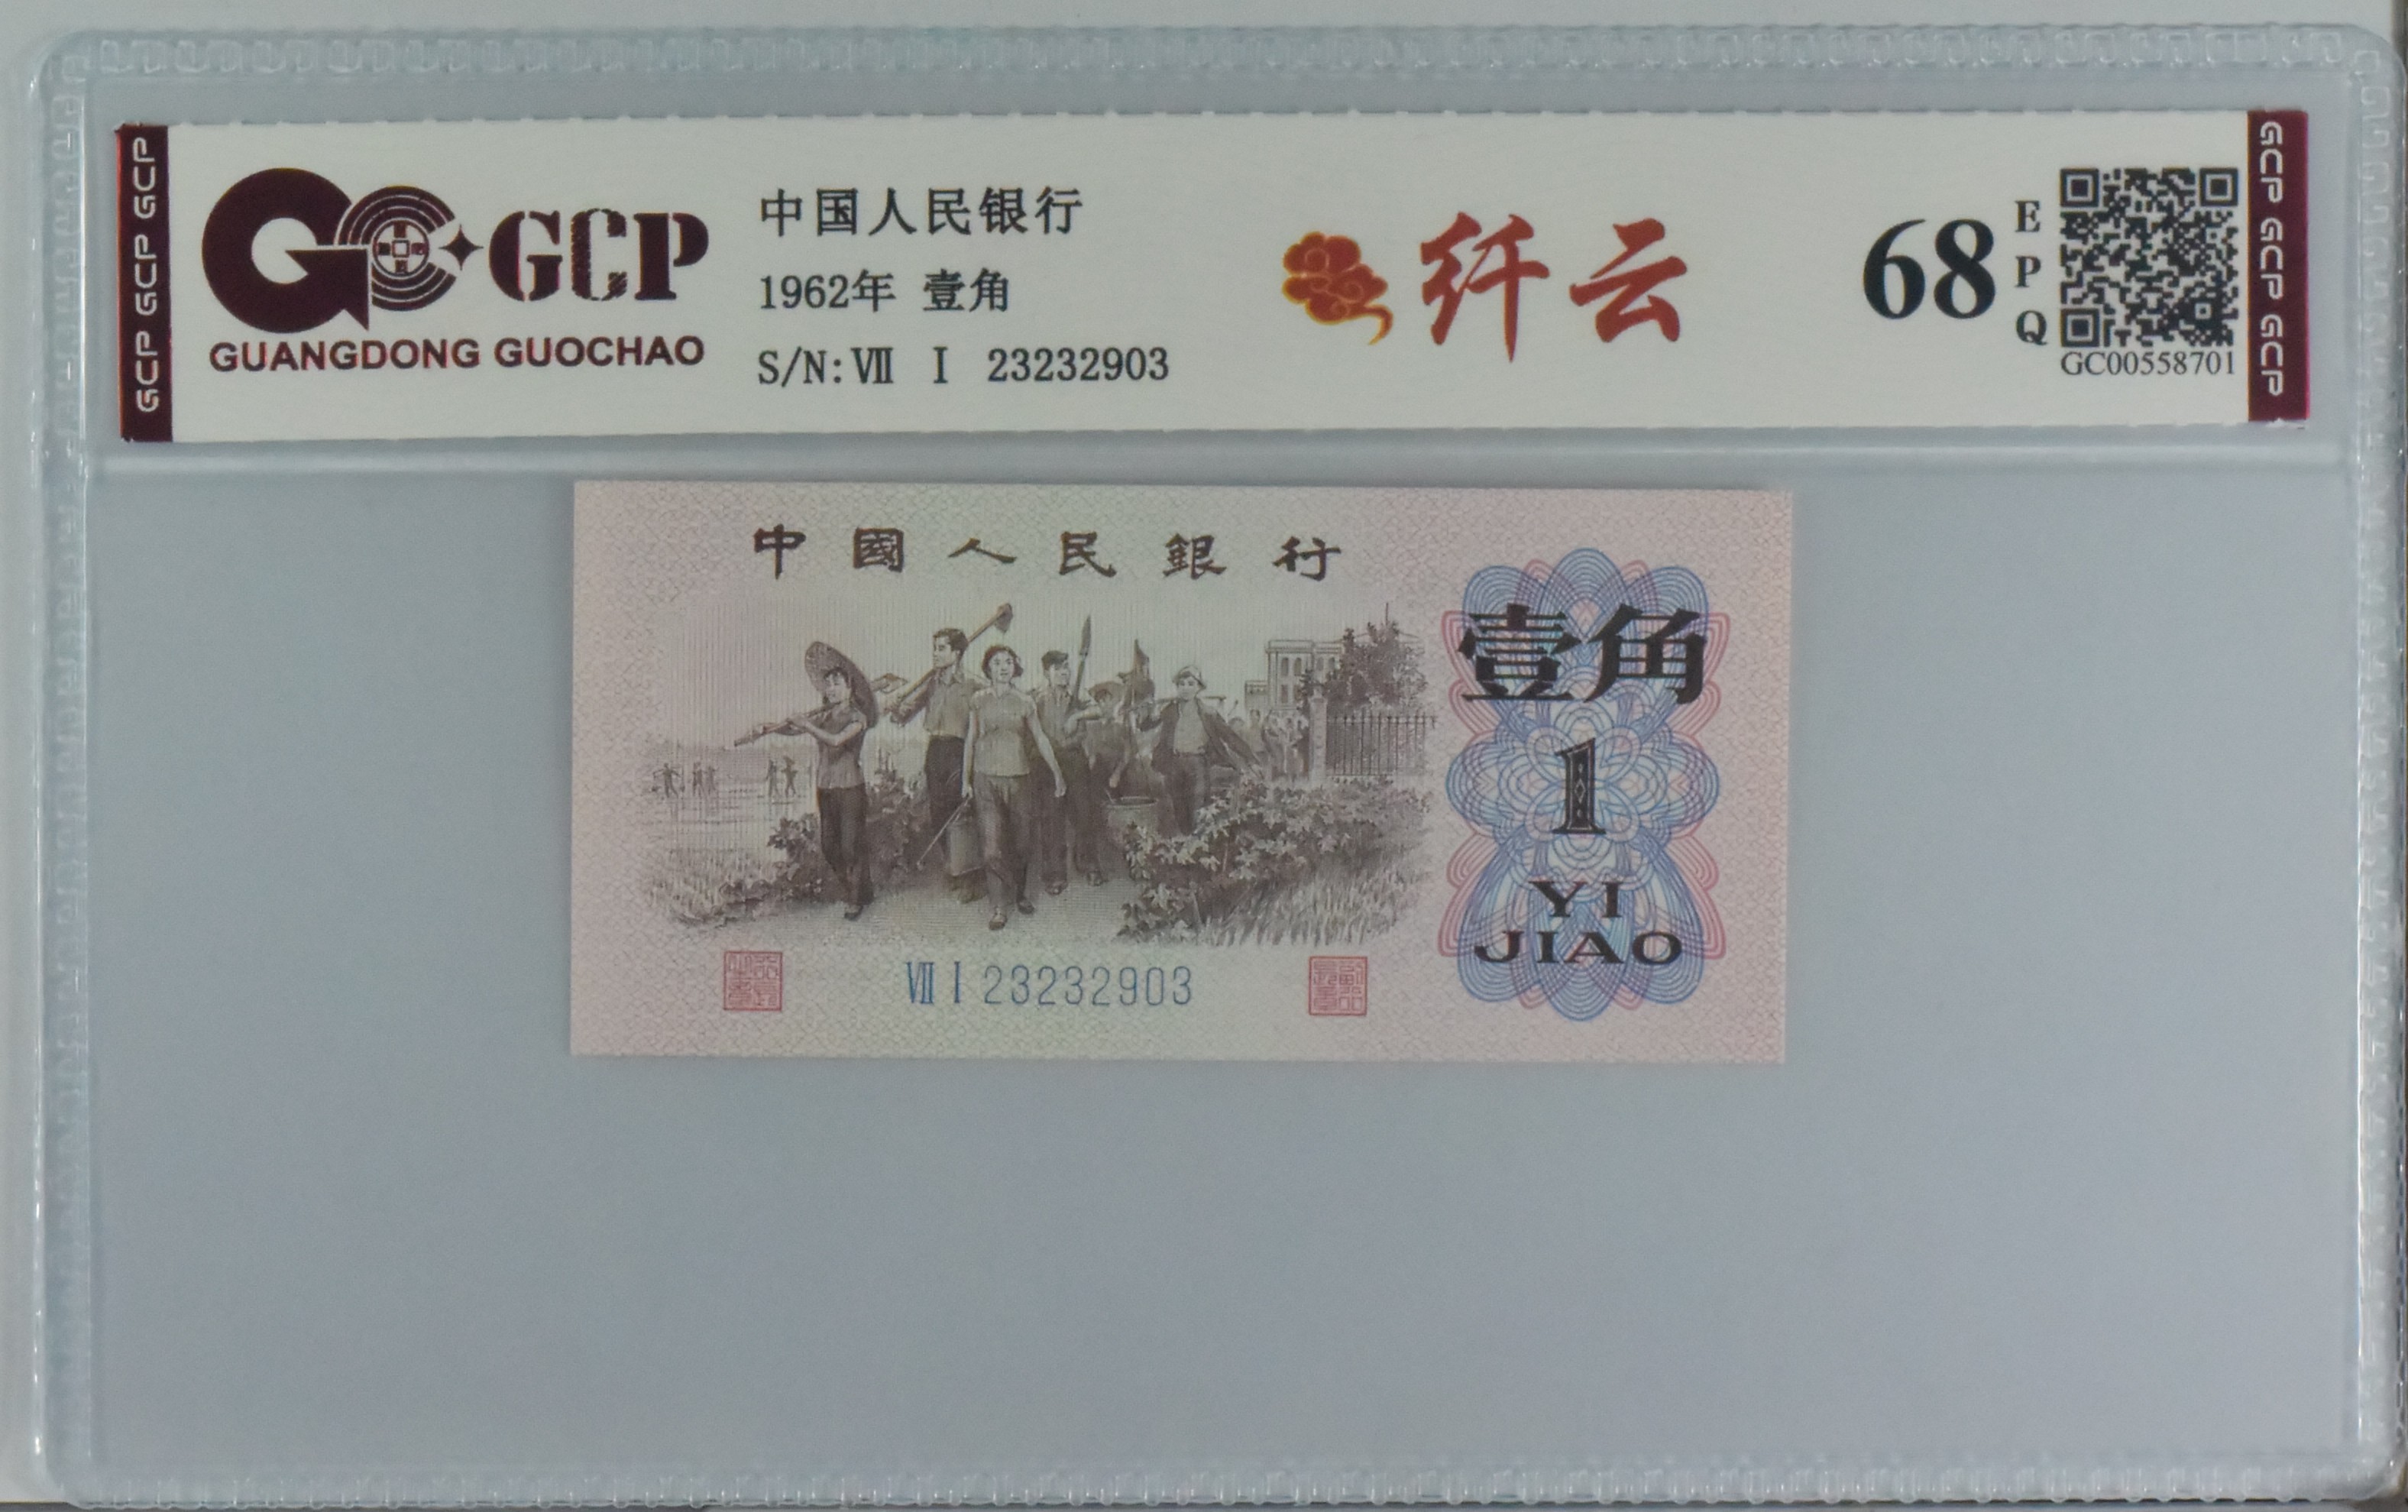 GCP GCP GCP
GCP
GUANGDONG GUOCHAO
中国人民银行
1962年 壹角
S/N: Ⅶ Ⅰ 23232903
纤云
68
E
P
Q
GC00558701
GCP GCP GCP
中國人民銀行
壹角
1
YI
JIAO
Ⅶ Ⅰ 23232903